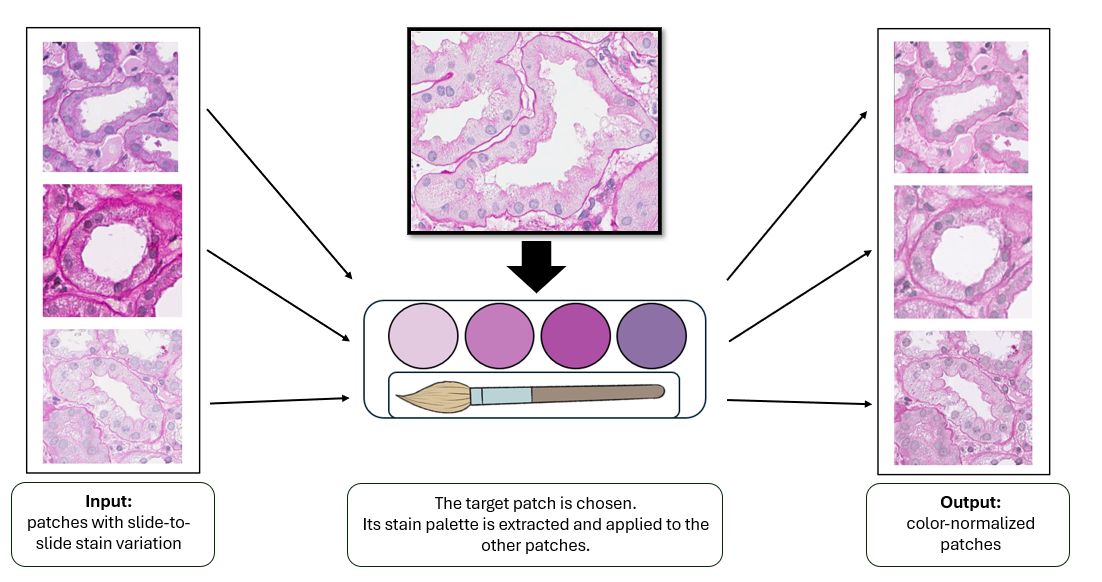 Input:
patches with slide-to-
slide stain variation
The target patch is chosen.
Its stain palette is extracted and applied to the
other patches.
Output:
color-normalized
patches